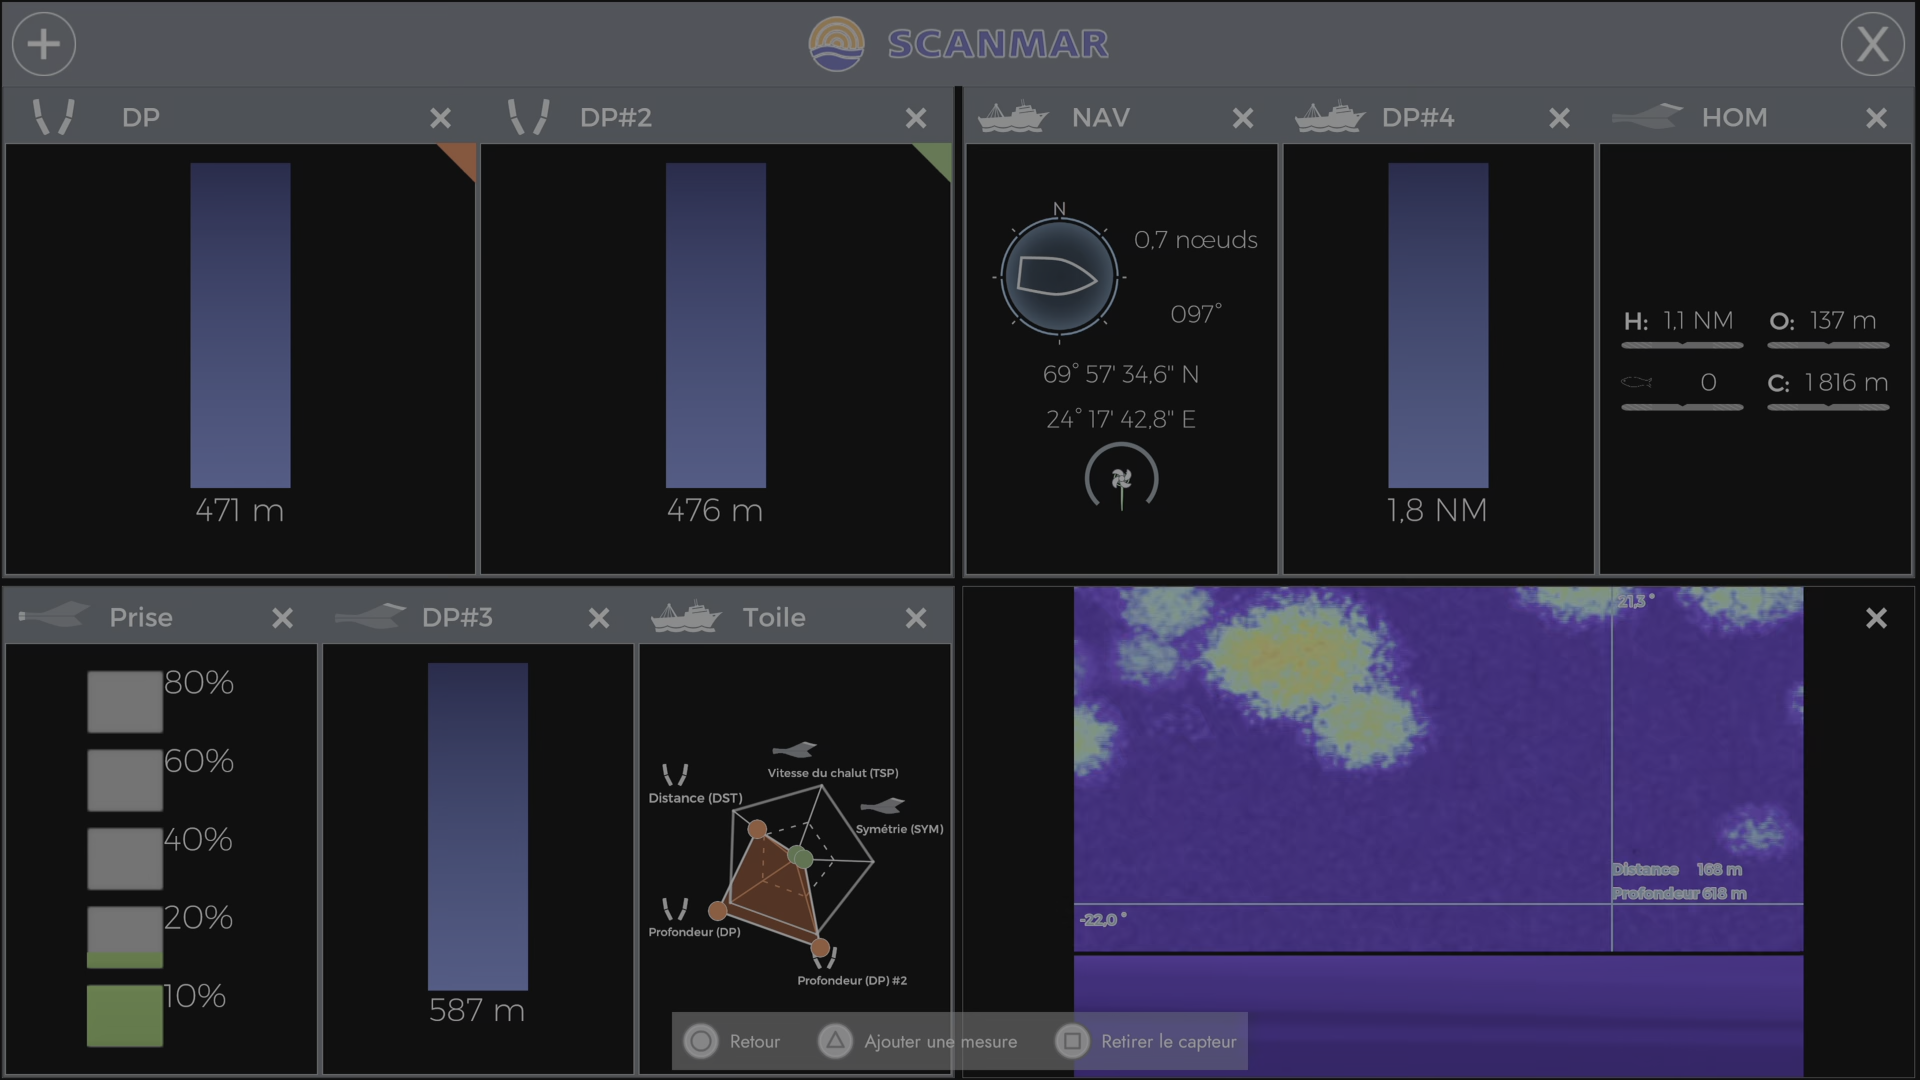 SCANMAR
X
DP
DP#2
NAV
DP#4
HOM
471 m
476 m
N
0,7 nœuds
097°
69° 57' 34,6" N
24° 17' 42,8" E
1,8 NM
H: 1,1 NM O: 137 m
0 C: 1 816 m
Prise
DP#3
Toile
80%
60%
40%
20%
10%
587 m
Vitesse du chalut (TSP)
Distance (DST)
Symétrie (SYM)
Profondeur (DP)
Profondeur (DP) #2
21,3 °
Distance 168 m
Profondeur 618 m
-22,0 °
Retour
Ajouter une mesure
Retirer le capteur